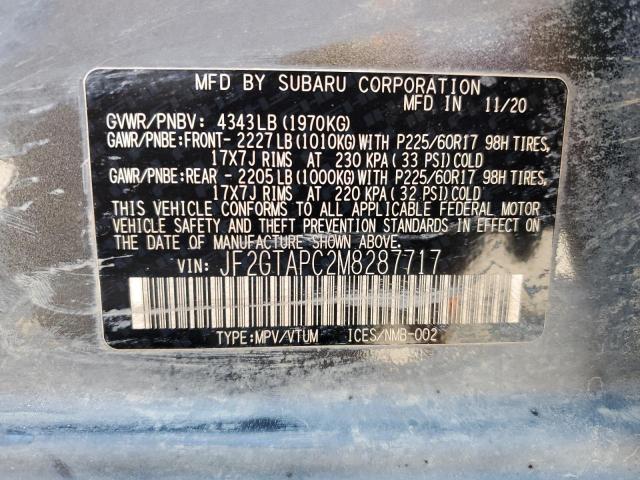 MFD BY SUBARU CORPORATION
MFD IN 11/20
GVWR/PNBV: 4343LB (1970KG)
GAWR/PNBE:FRONT- 2227LB (1010KG)WITH P225/60R17 98H TIRES,
17X7J RIMS AT 230 KPA (33 PSI)COLD
GAWR/PNBE:REAR - 2205LB (1000KG)WITH P225/60R17 98H TIRES,
17X7J RIMS AT 220 KPA (32 PSI)COLD
THIS VEHICLE CONFORMS TO ALL APPLICABLE FEDERAL MOTOR
VEHICLE SAFETY AND THEFT PREVENTION STANDARDS IN EFFECT ON
THE DATE OF MANUFACTURE SHOWN ABOVE.
VIN: JF2GTAPC2M8287717
TYPE:MPV/VTUM ICES/NMB-002